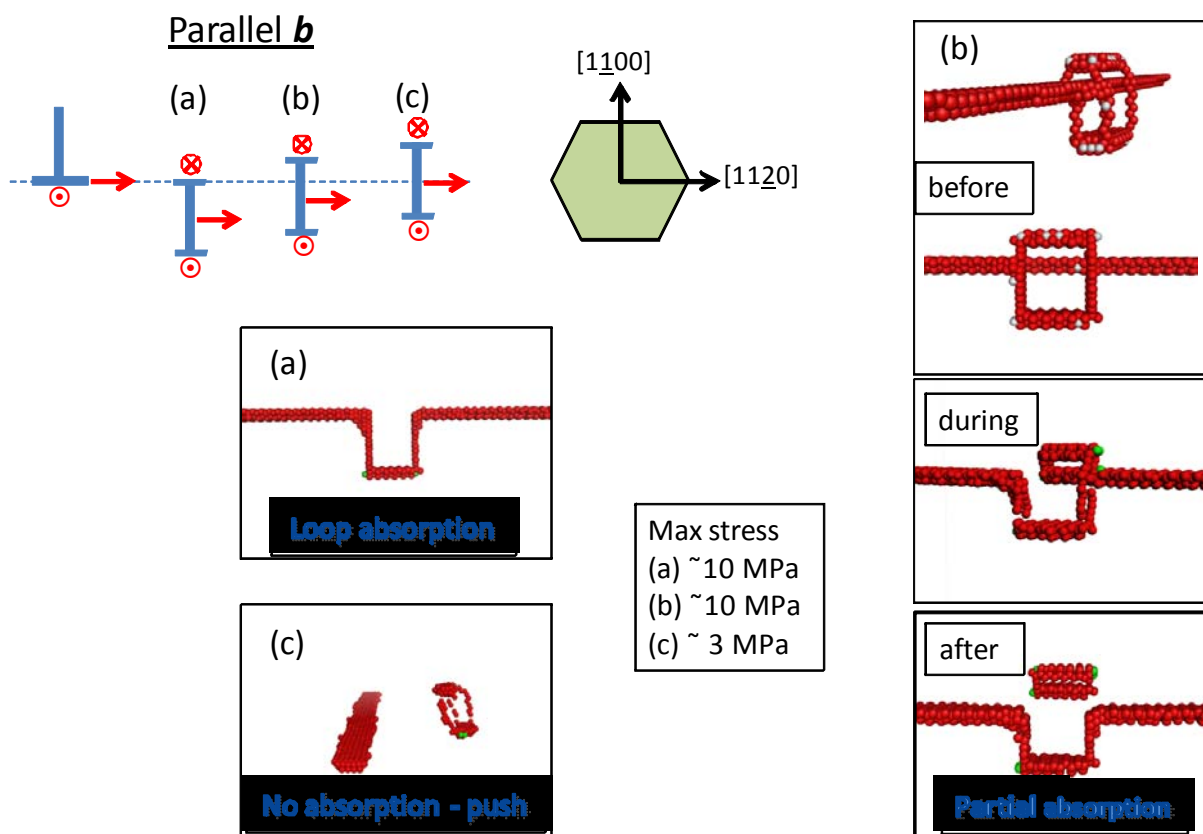 Parallel b
(a)
(b)
(c)
[1100]
[1120]
(a)
Loop absorption
(c)
No absorption - push
Max stress
(a) ~10 MPa
(b) ~10 MPa
(c) ~ 3 MPa
(b)
before
during
after
Partial absorption